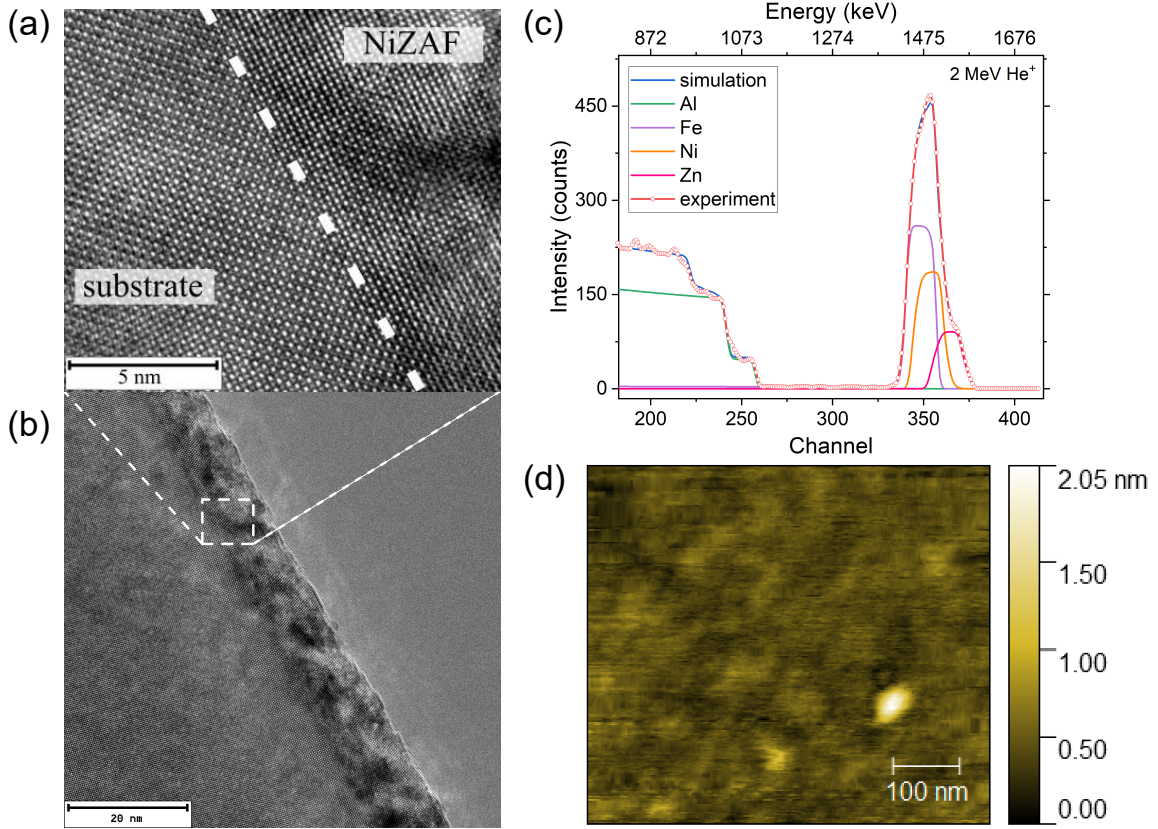 (a)
NiZAF
substrate
5 nm
(b)
20 nm
(c)
Energy (keV)
872 1073 1274 1475 1676
2 MeV He⁺
simulation
Al
Fe
Ni
Zn
experiment
Intensity (counts)
450
300
150
0
200 250 300 350 400
Channel
(d)
100 nm
2.05 nm
1.50
1.00
0.50
0.00